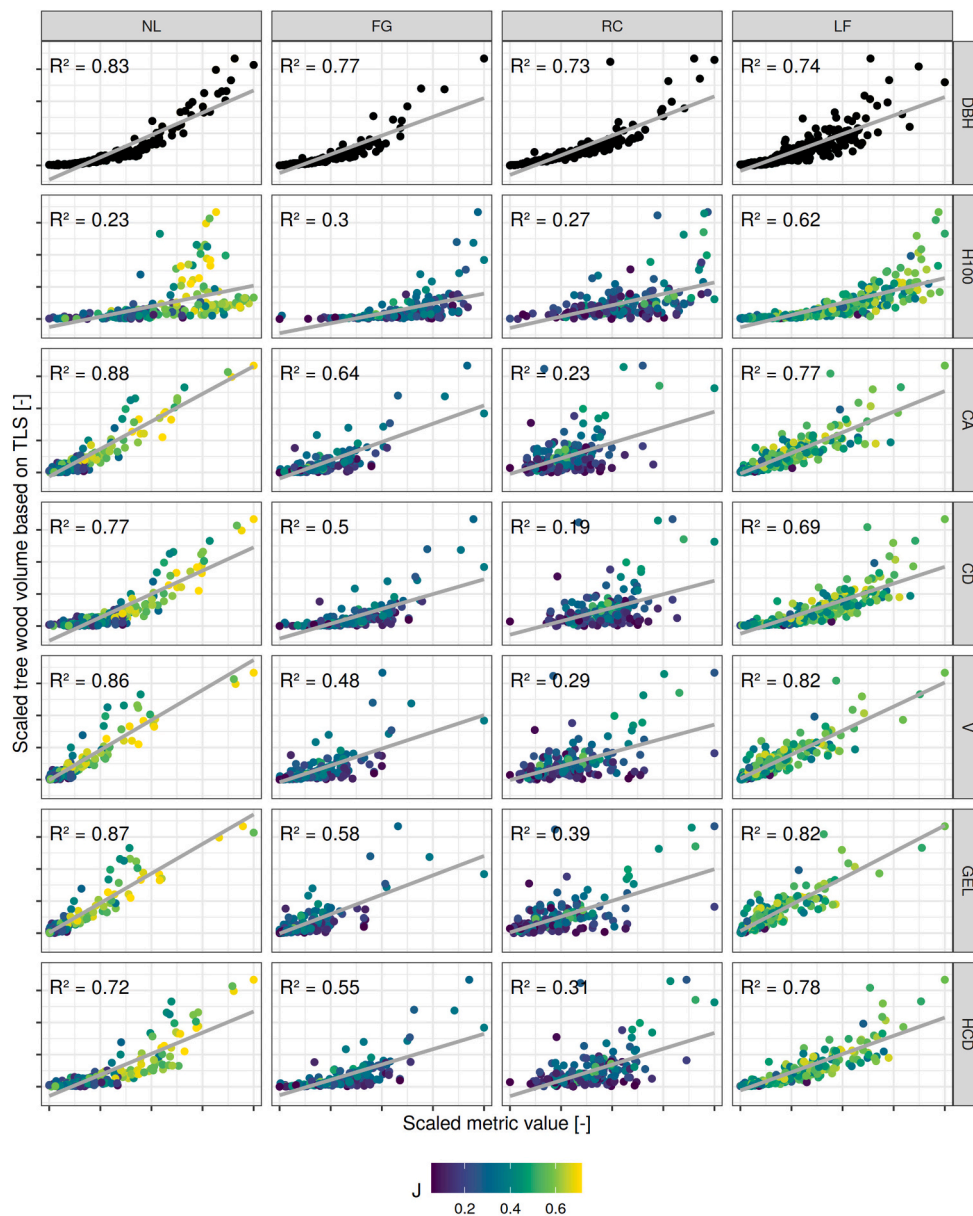 NL FG RC LF
R² = 0.83 R² = 0.77 R² = 0.73 R² = 0.74 DBH
R² = 0.23 R² = 0.3 R² = 0.27 R² = 0.62 H100
R² = 0.88 R² = 0.64 R² = 0.23 R² = 0.77 CA
R² = 0.77 R² = 0.5 R² = 0.19 R² = 0.69 CD
R² = 0.86 R² = 0.48 R² = 0.29 R² = 0.82 V
R² = 0.87 R² = 0.58 R² = 0.39 R² = 0.82 GEL
R² = 0.72 R² = 0.55 R² = 0.31 R² = 0.78 HCD
Scaled tree wood volume based on TLS [-]
Scaled metric value [-]
J
0.2 0.4 0.6